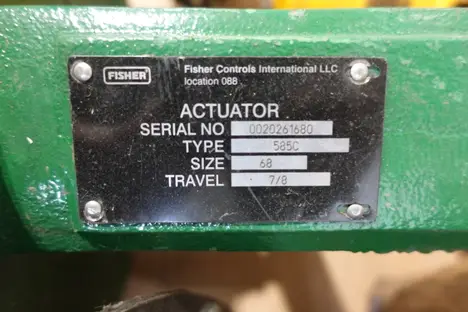 FISHER
Fisher Controls International LLC
location 088
ACTUATOR
SERIAL NO 0020261680
TYPE 585C
SIZE 68
TRAVEL 7/8